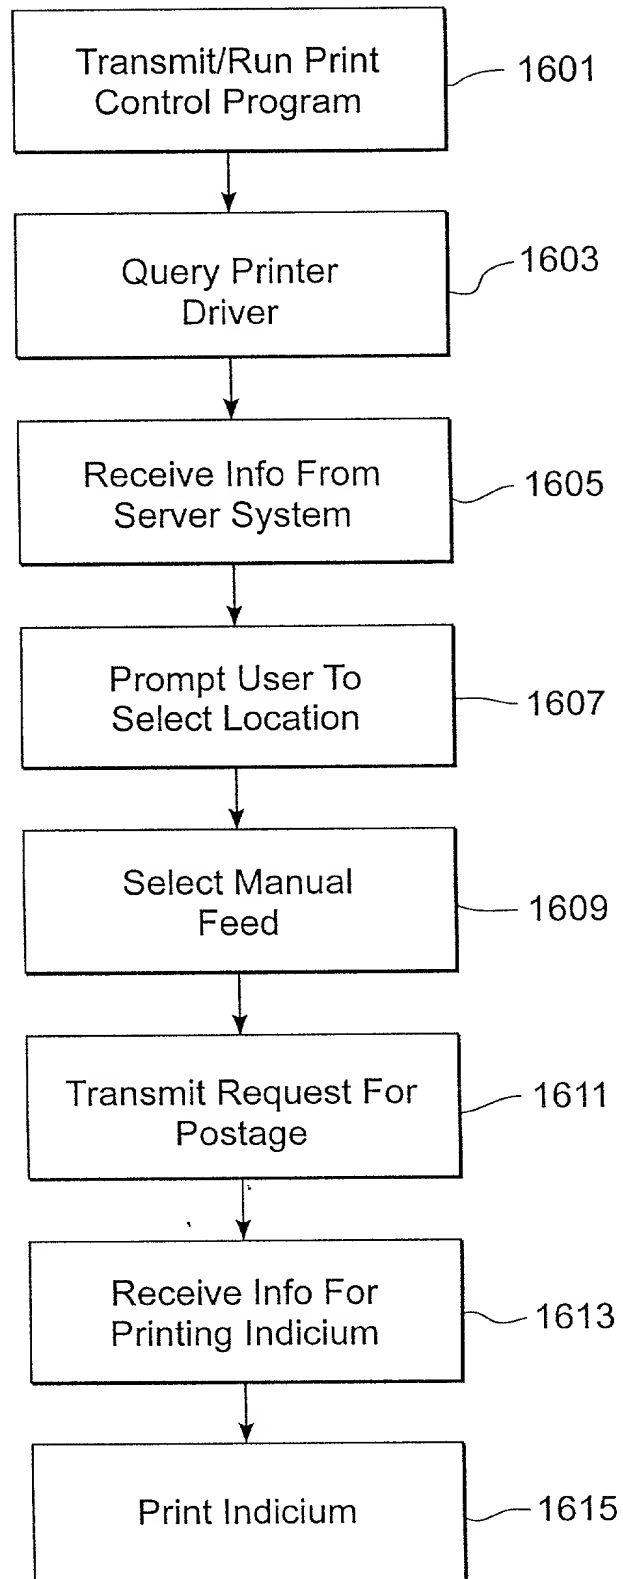 Transmit/Run Print
Control Program
1601
Query Printer
Driver
1603
Receive Info From
Server System
1605
Prompt User To
Select Location
1607
Select Manual
Feed
1609
Transmit Request For
Postage
1611
Receive Info For
Printing Indicium
1613
Print Indicium
1615